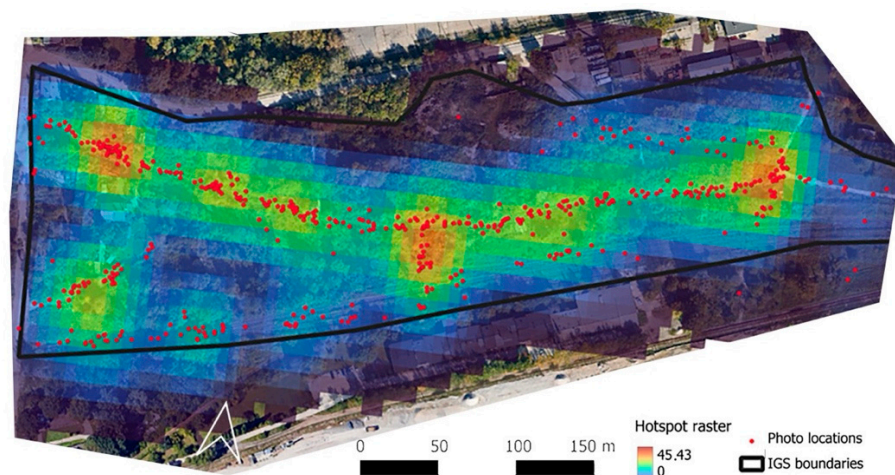 0 50 100 150 m
Hotspot raster
45.43
0
Photo locations
IGS boundaries